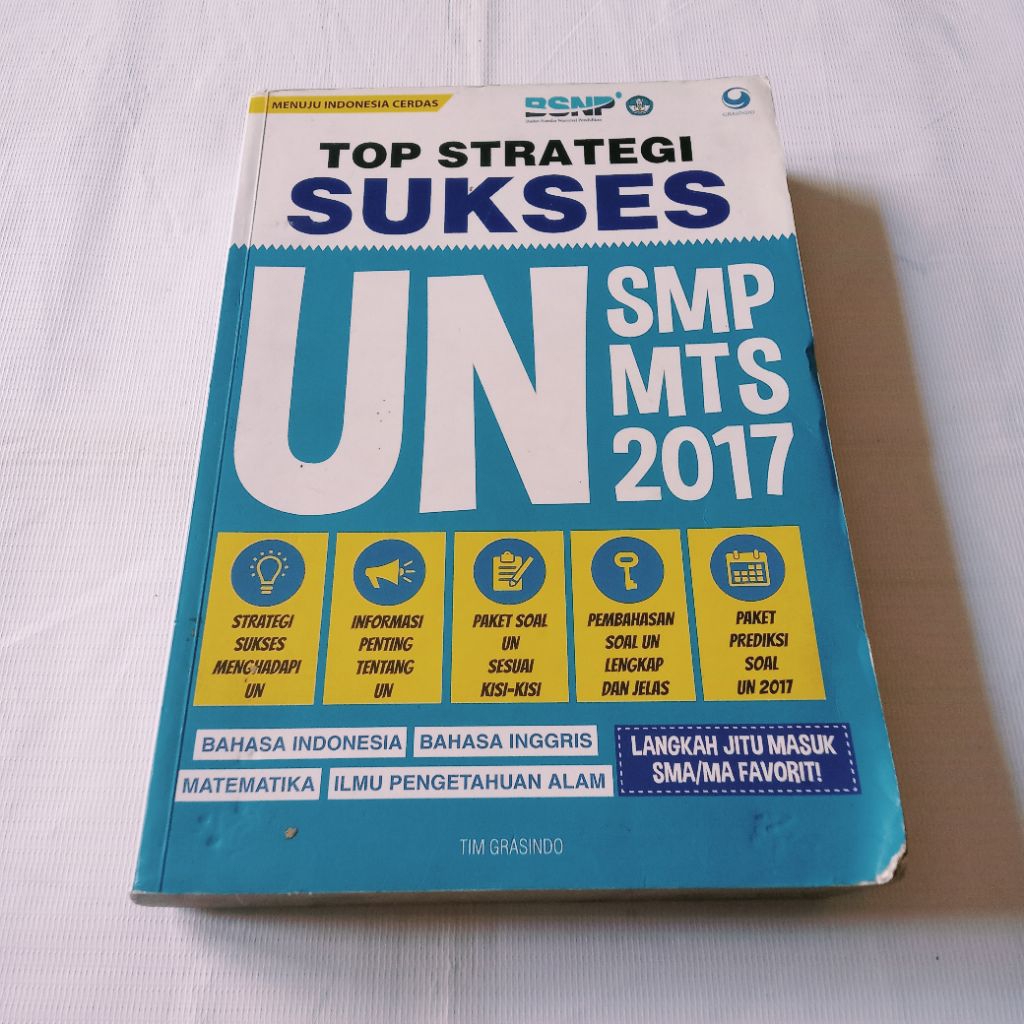 MENUJU INDONESIA CERDAS
BSNP
GRASINDO
TOP STRATEGI
SUKSES
UN
SMP
MTS
2017
STRATEGI
SUKSES
MENGHADAPI
UN
INFORMASI
PENTING
TENTANG
UN
PAKET SOAL
UN
SESUAI
KISI-KISI
PEMBAHASAN
SOAL UN
LENGKAP
DAN JELAS
PAKET
PREDIKSI
SOAL
UN 2017
BAHASA INDONESIA
BAHASA INGGRIS
MATEMATIKA
ILMU PENGETAHUAN ALAM
LANGKAH JITU MASUK
SMA/MA FAVORIT!
TIM GRASINDO